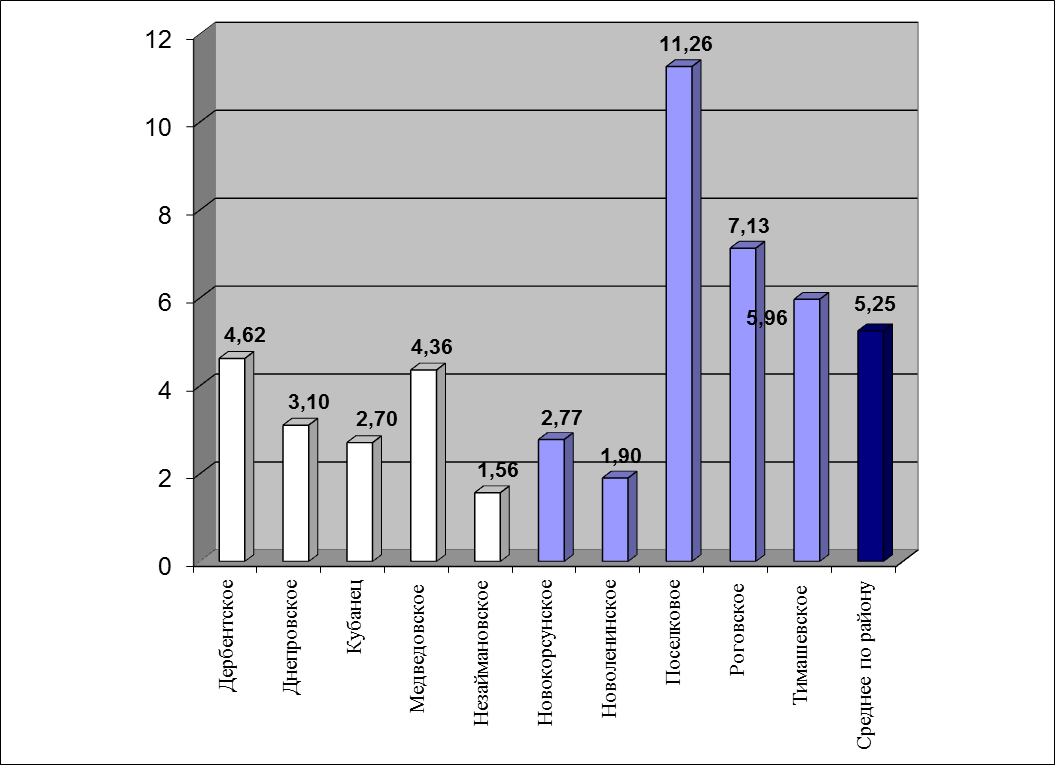 12
10
8
6
4
2
0
4,62
3,10
2,70
4,36
1,56
2,77
1,90
11,26
7,13
5,96
5,25
Дербентское
Днепровское
Кубанец
Медведовское
Незаймановское
Новокорсунское
Новоленинское
Поселковое
Роговское
Тимашевское
Среднее по району